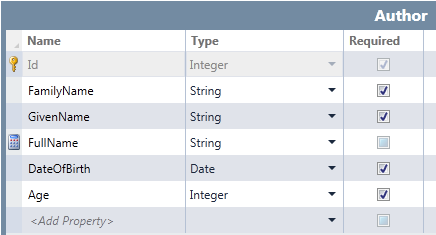 Author
Name Type Required
Id Integer
FamilyName String
GivenName String
FullName String
DateOfBirth Date
Age Integer
<Add Property>